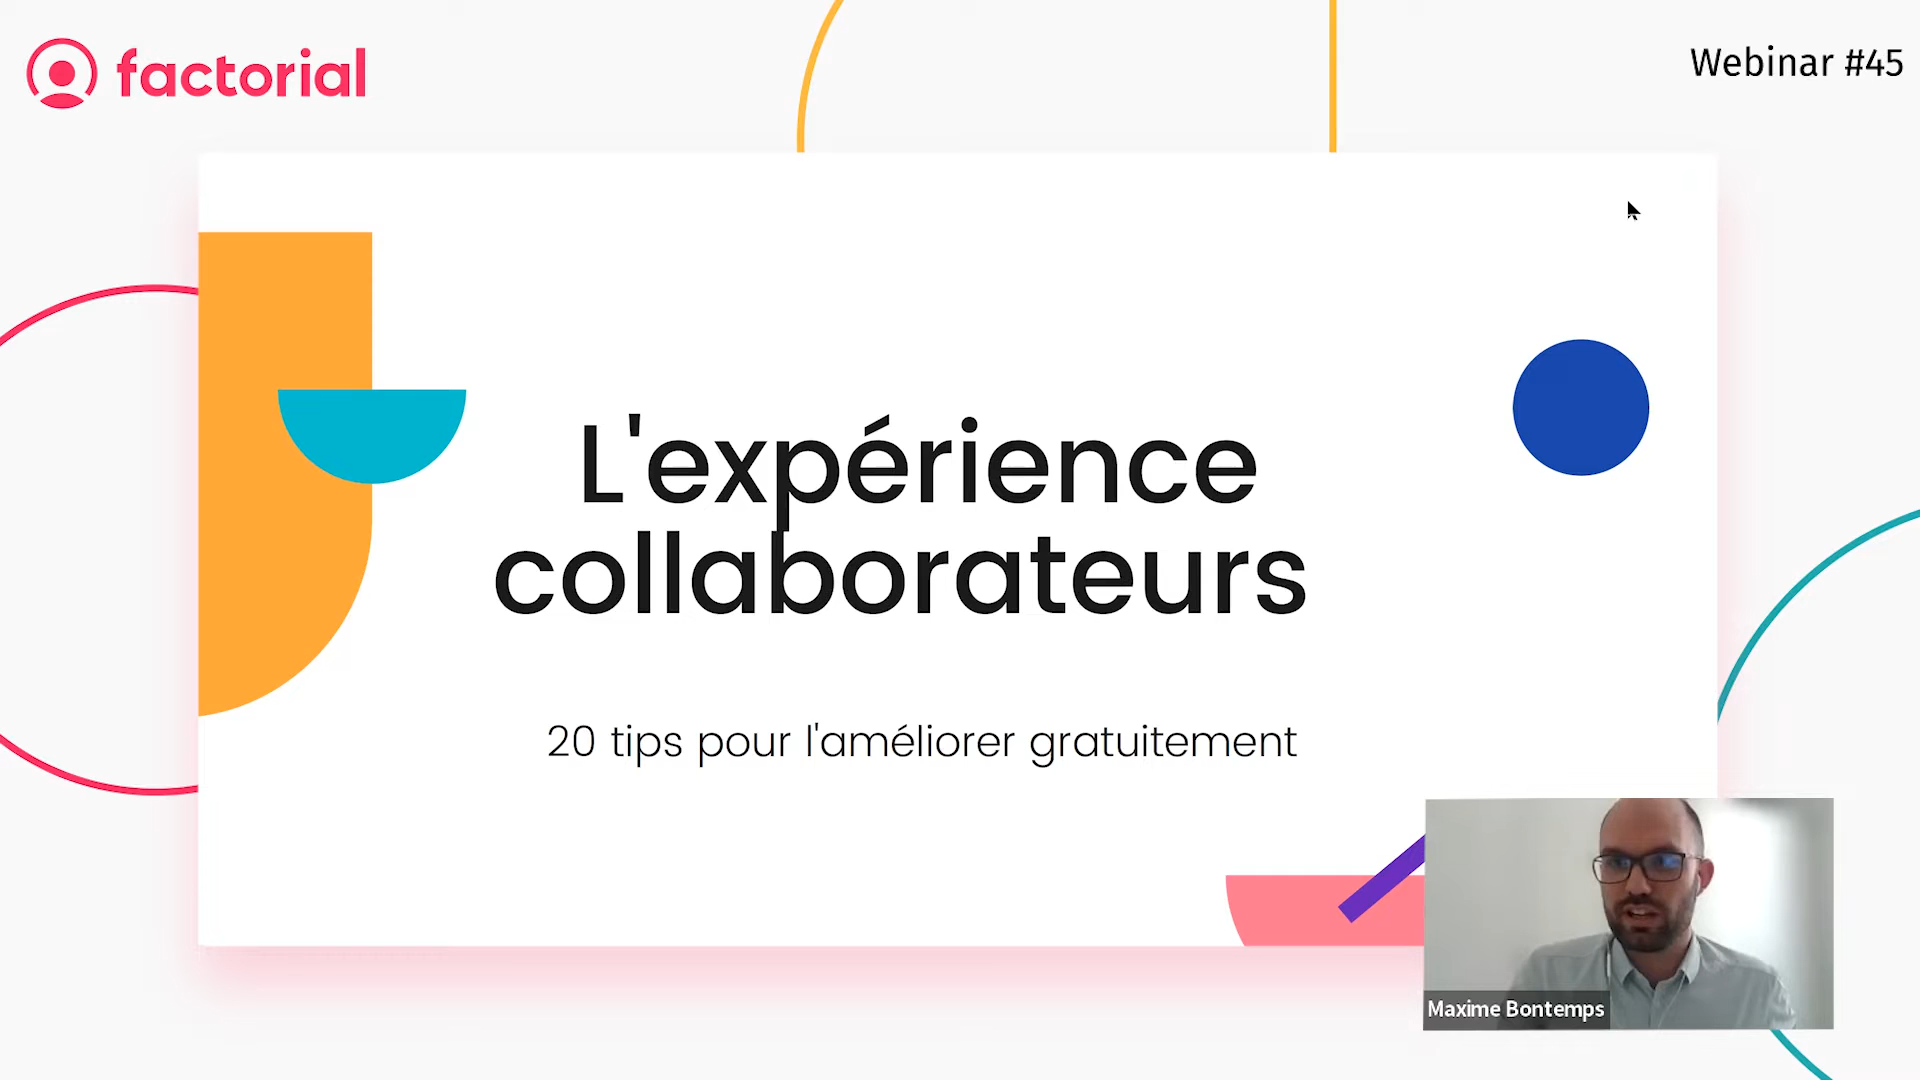 factorial
Webinar #45
L'expérience
collaborateurs
20 tips pour l'améliorer gratuitement
Maxime Bontemps